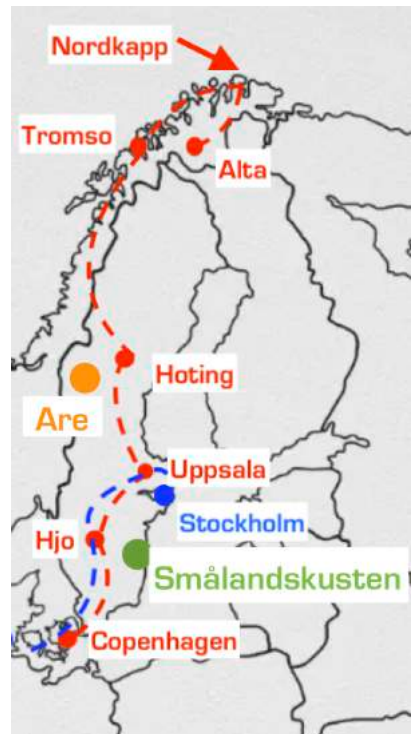 Nordkapp
Tromso
Alta
Hoting
Are
Uppsala
Stockholm
Hjo
Smålandskusten
Copenhagen